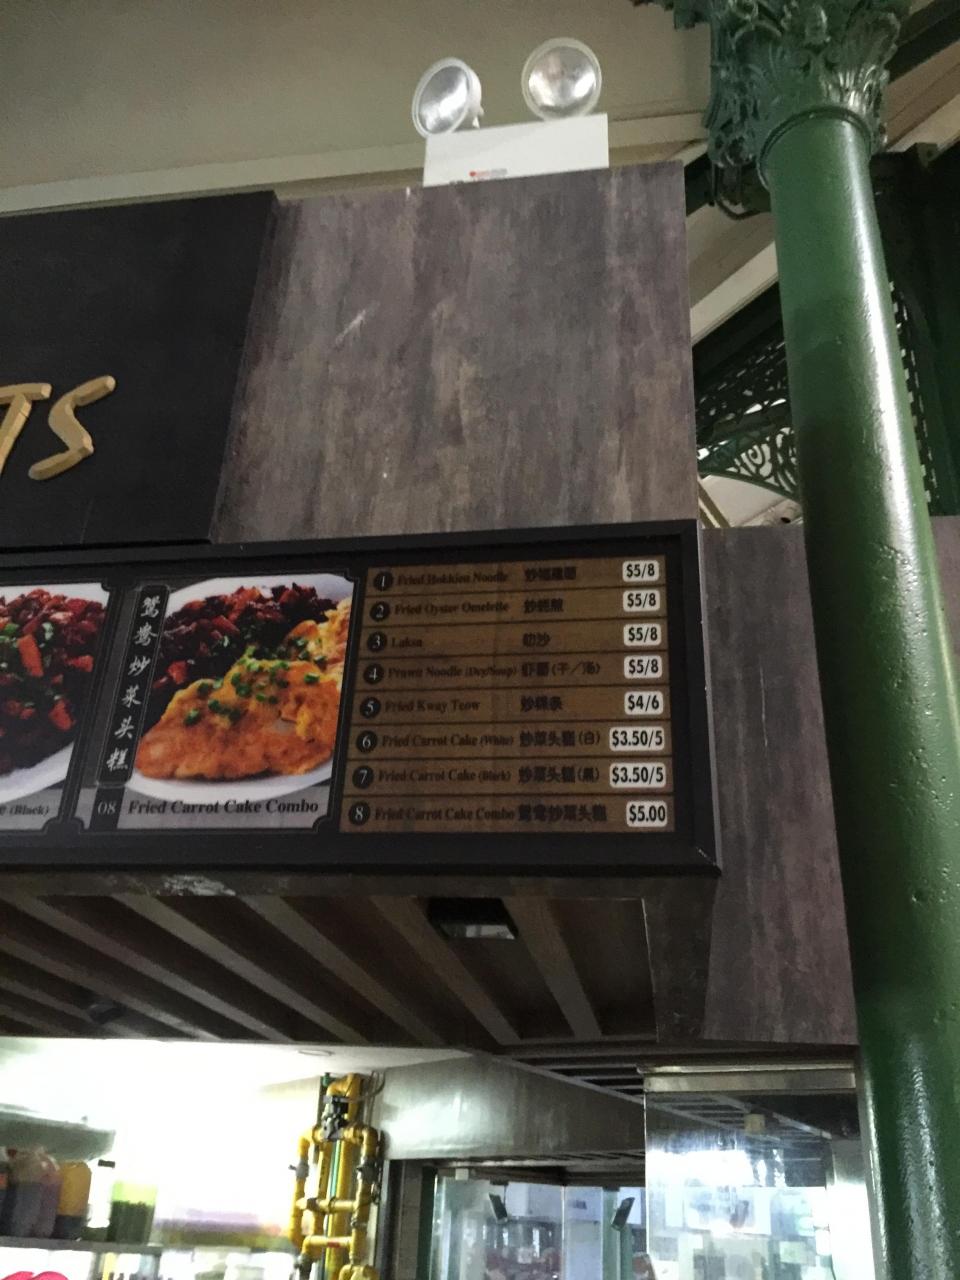 TS
鸳鸯炒菜头糕
e (Black)
08 Fried Carrot Cake Combo
1 Fried Hokkien Noodle 炒福建面 $5/8
2 Fried Oyster Omelette 炒蚝煎 $5/8
3 Laksa 叻沙 $5/8
4 Prawn Noodle (Dry/Soup) 虾面(干/汤) $5/8
5 Fried Kway Teow 炒粿条 $4/6
6 Fried Carrot Cake (White) 炒菜头糕(白) $3.50/5
7 Fried Carrot Cake (Black) 炒菜头糕(黑) $3.50/5
8 Fried Carrot Cake Combo 鸳鸯炒菜头糕 $5.00